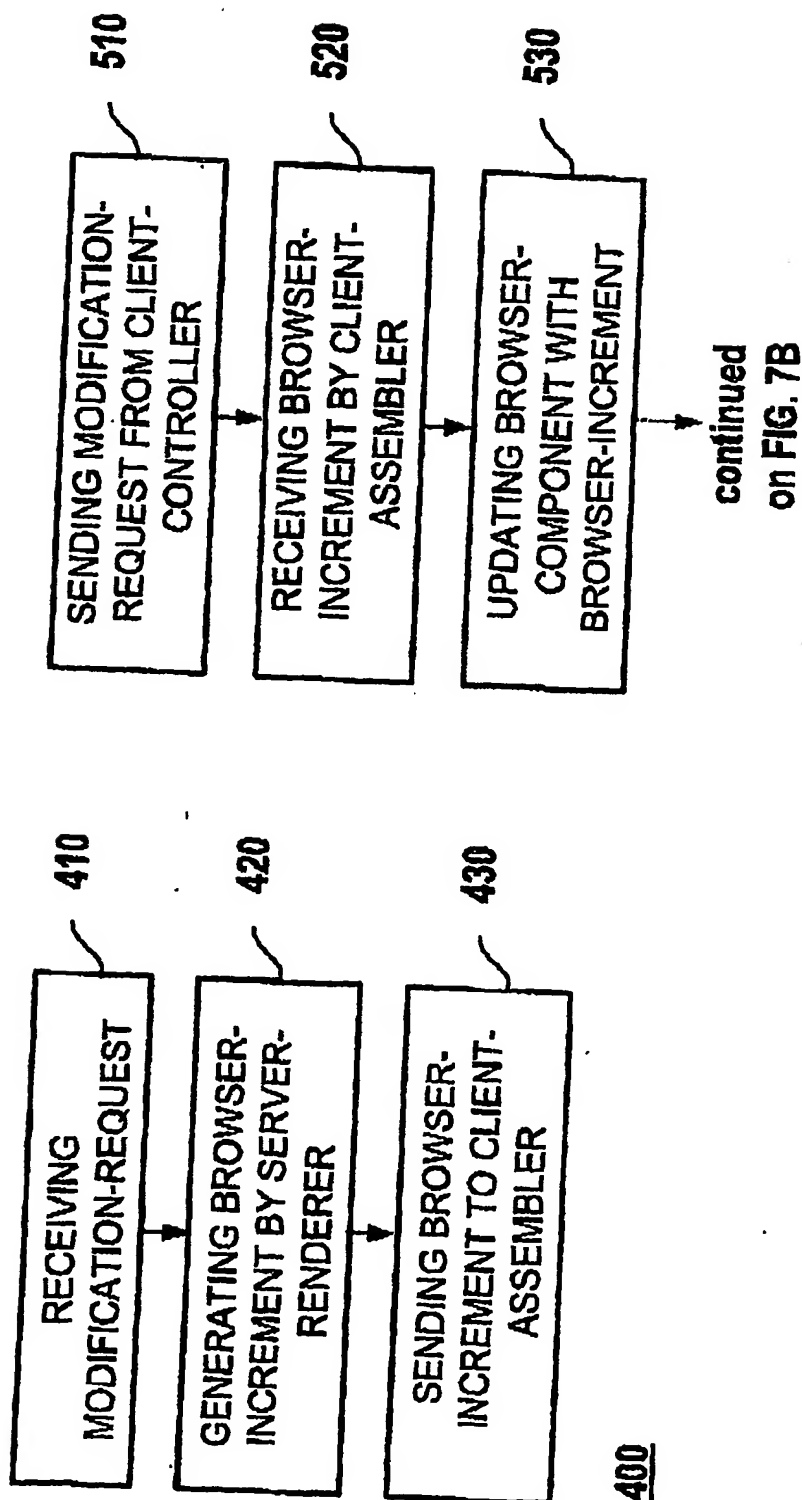 RECEIVING
MODIFICATION-REQUEST
410
GENERATING BROWSER-
INCREMENT BY SERVER-
RENDERER
420
SENDING BROWSER-
INCREMENT TO CLIENT-
ASSEMBLER
430
400
SENDING MODIFICATION-
REQUEST FROM CLIENT-
CONTROLLER
510
RECEIVING BROWSER-
INCREMENT BY CLIENT-
ASSEMBLER
520
UPDATING BROWSER-
COMPONENT WITH
BROWSER-INCREMENT
530
continued
on FIG. 7B